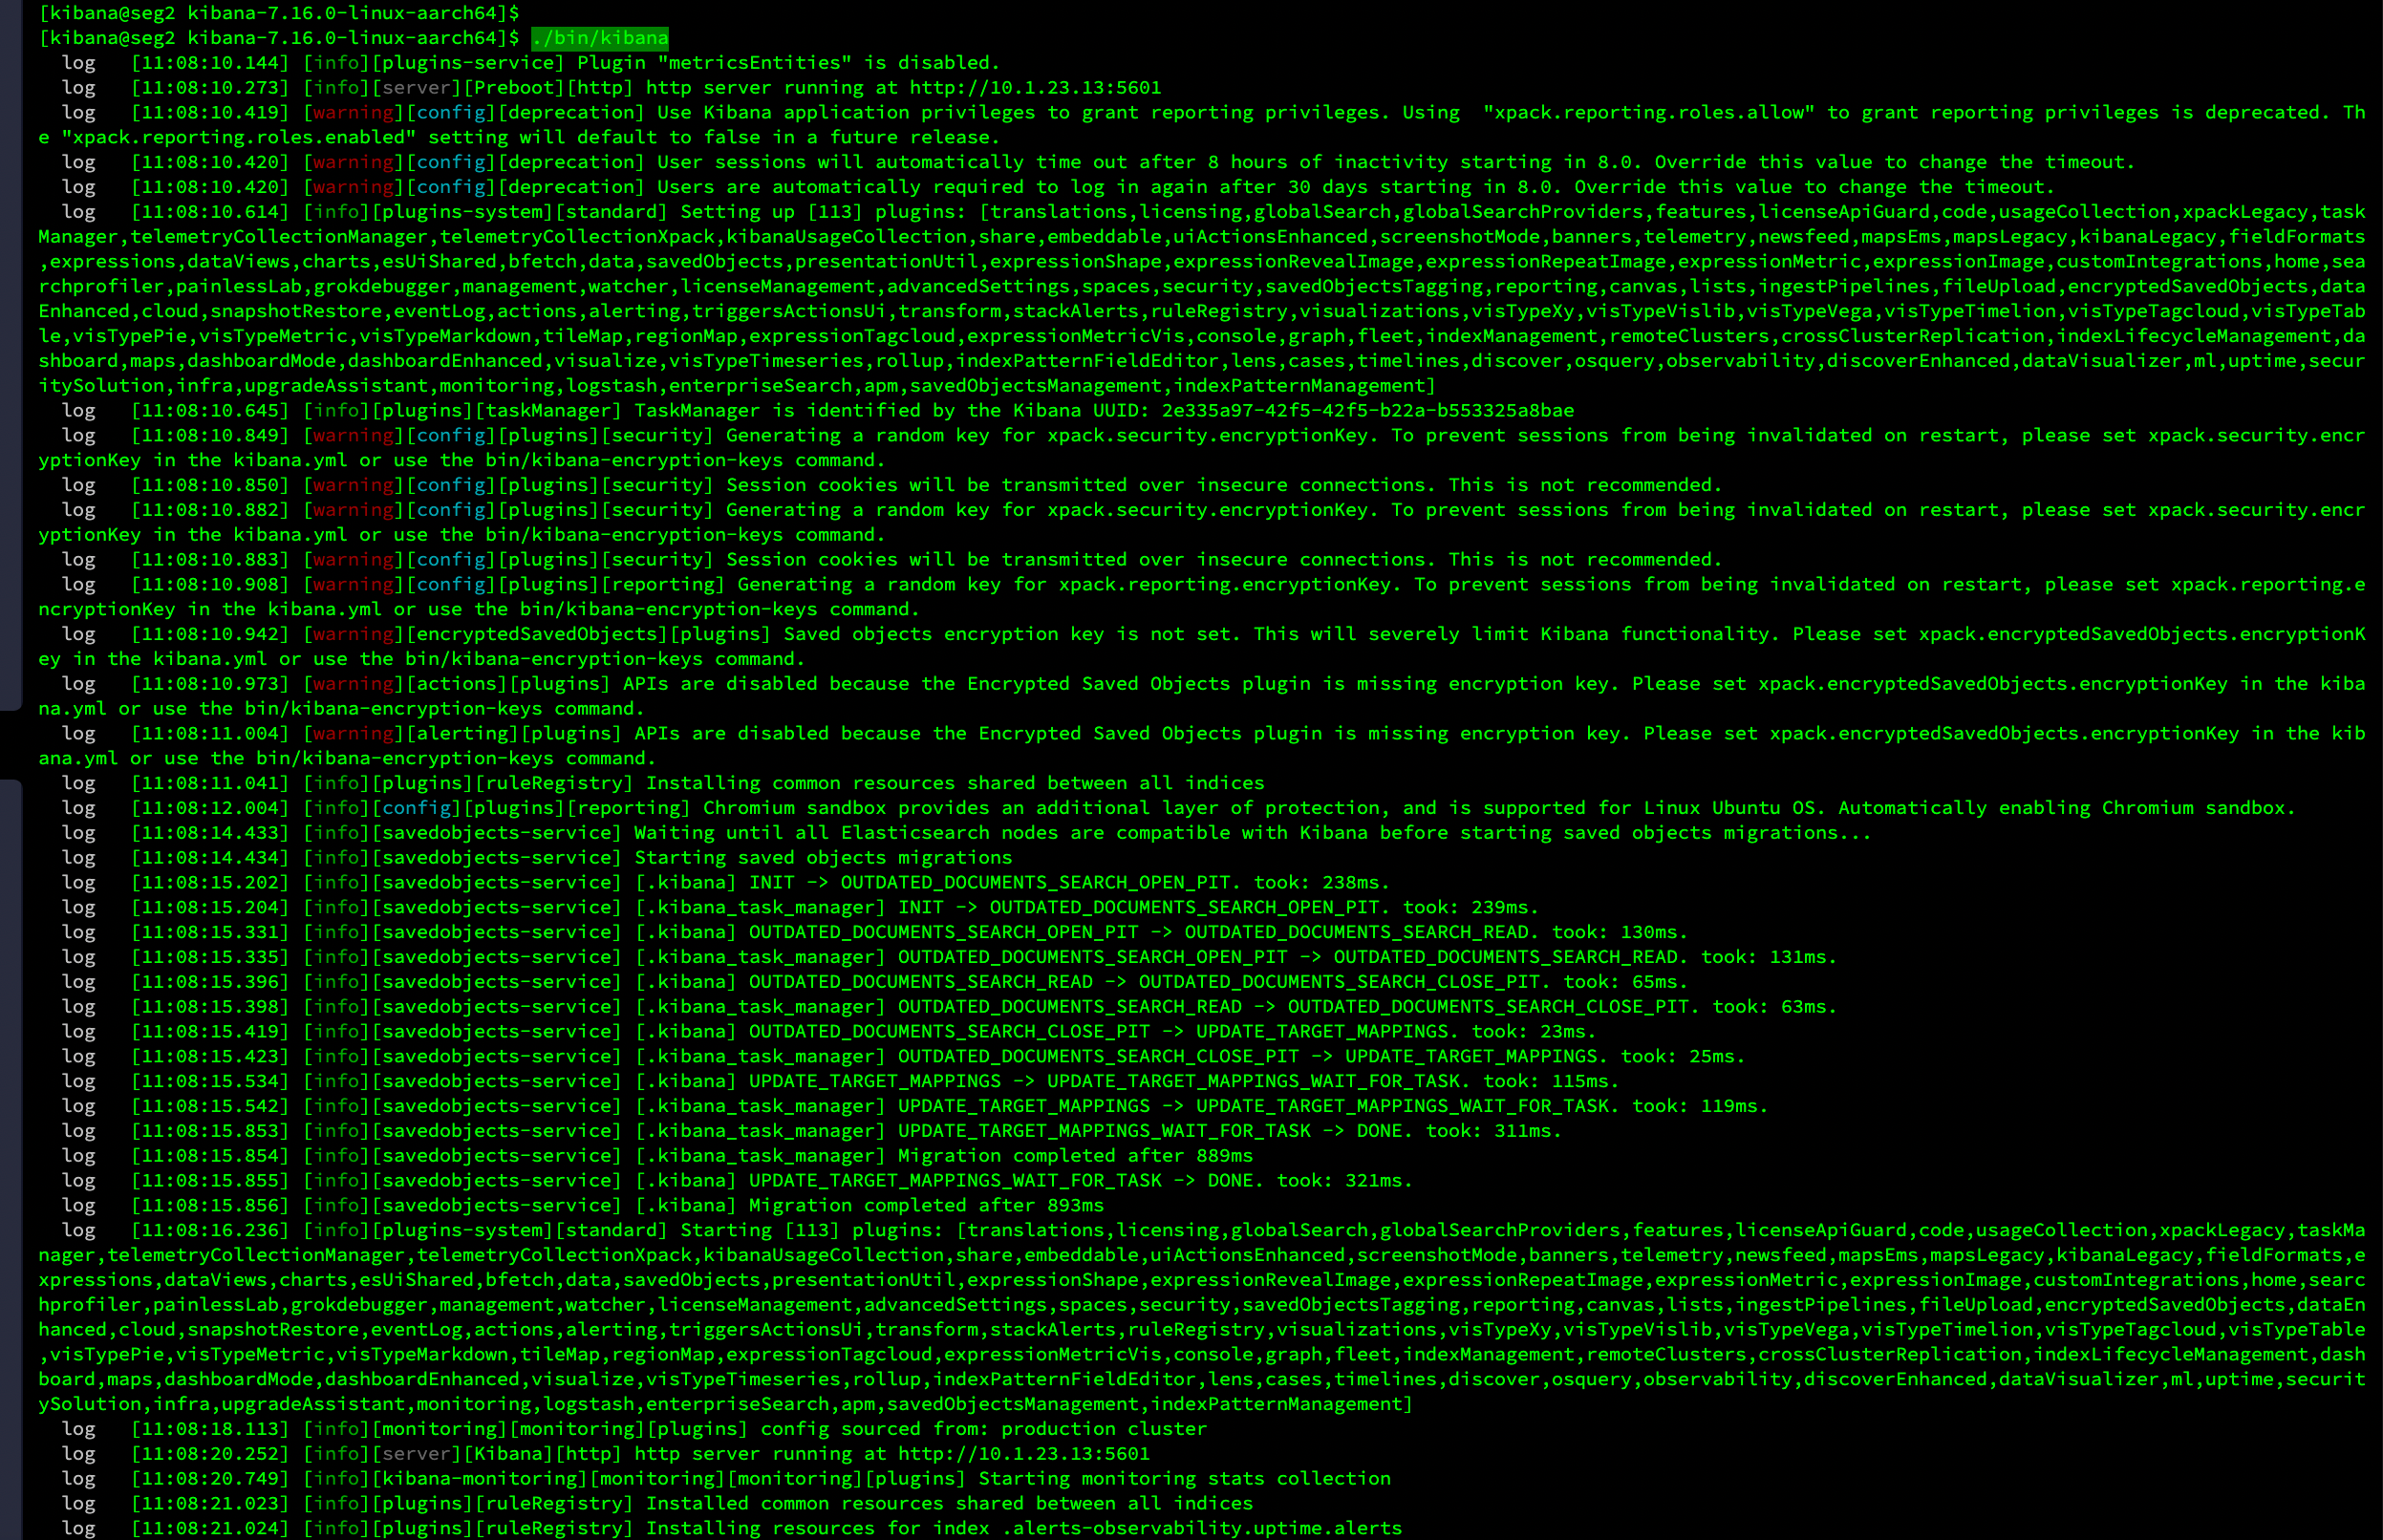 [kibana@seg2 kibana-7.16.0-linux-aarch64]$
[kibana@seg2 kibana-7.16.0-linux-aarch64]$ ./bin/kibana
log [11:08:10.144] [info][plugins-service] Plugin "metricsEntities" is disabled.
log [11:08:10.273] [info][server][Preboot][http] http server running at http://10.1.23.13:5601
log [11:08:10.419] [warning][config][deprecation] Use Kibana application privileges to grant reporting privileges. Using  "xpack.reporting.roles.allow" to grant reporting privileges is deprecated. Th
e "xpack.reporting.roles.enabled" setting will default to false in a future release.
log [11:08:10.420] [warning][config][deprecation] User sessions will automatically time out after 8 hours of inactivity starting in 8.0. Override this value to change the timeout.
log [11:08:10.420] [warning][config][deprecation] Users are automatically required to log in again after 30 days starting in 8.0. Override this value to change the timeout.
log [11:08:10.614] [info][plugins-system][standard] Setting up [113] plugins: [translations,licensing,globalSearch,globalSearchProviders,features,licenseApiGuard,code,usageCollection,xpackLegacy,task
Manager,telemetryCollectionManager,telemetryCollectionXpack,kibanaUsageCollection,share,embeddable,uiActionsEnhanced,screenshotMode,banners,telemetry,newsfeed,mapsEms,mapsLegacy,kibanaLegacy,fieldFormats
,expressions,dataViews,charts,esUiShared,bfetch,data,savedObjects,presentationUtil,expressionShape,expressionRevealImage,expressionRepeatImage,expressionMetric,expressionImage,customIntegrations,home,sea
rchprofiler,painlessLab,grokdebugger,management,watcher,licenseManagement,advancedSettings,spaces,security,savedObjectsTagging,reporting,canvas,lists,ingestPipelines,fileUpload,encryptedSavedObjects,data
Enhanced,cloud,snapshotRestore,eventLog,actions,alerting,triggersActionsUi,transform,stackAlerts,ruleRegistry,visualizations,visTypeXy,visTypeVislib,visTypeVega,visTypeTimelion,visTypeTagcloud,visTypeTab
le,visTypePie,visTypeMetric,visTypeMarkdown,tileMap,regionMap,expressionTagcloud,expressionMetricVis,console,graph,fleet,indexManagement,remoteClusters,crossClusterReplication,indexLifecycleManagement,da
shboard,maps,dashboardMode,dashboardEnhanced,visualize,visTypeTimeseries,rollup,indexPatternFieldEditor,lens,cases,timelines,discover,osquery,observability,discoverEnhanced,dataVisualizer,ml,uptime,secur
itySolution,infra,upgradeAssistant,monitoring,logstash,enterpriseSearch,apm,savedObjectsManagement,indexPatternManagement]
log [11:08:10.645] [info][plugins][taskManager] TaskManager is identified by the Kibana UUID: 2e335a97-42f5-42f5-b22a-b553325a8bae
log [11:08:10.849] [warning][config][plugins][security] Generating a random key for xpack.security.encryptionKey. To prevent sessions from being invalidated on restart, please set xpack.security.encr
yptionKey in the kibana.yml or use the bin/kibana-encryption-keys command.
log [11:08:10.850] [warning][config][plugins][security] Session cookies will be transmitted over insecure connections. This is not recommended.
log [11:08:10.882] [warning][config][plugins][security] Generating a random key for xpack.security.encryptionKey. To prevent sessions from being invalidated on restart, please set xpack.security.encr
yptionKey in the kibana.yml or use the bin/kibana-encryption-keys command.
log [11:08:10.883] [warning][config][plugins][security] Session cookies will be transmitted over insecure connections. This is not recommended.
log [11:08:10.908] [warning][config][plugins][reporting] Generating a random key for xpack.reporting.encryptionKey. To prevent sessions from being invalidated on restart, please set xpack.reporting.e
ncryptionKey in the kibana.yml or use the bin/kibana-encryption-keys command.
log [11:08:10.942] [warning][encryptedSavedObjects][plugins] Saved objects encryption key is not set. This will severely limit Kibana functionality. Please set xpack.encryptedSavedObjects.encryptionK
ey in the kibana.yml or use the bin/kibana-encryption-keys command.
log [11:08:10.973] [warning][actions][plugins] APIs are disabled because the Encrypted Saved Objects plugin is missing encryption key. Please set xpack.encryptedSavedObjects.encryptionKey in the kiba
na.yml or use the bin/kibana-encryption-keys command.
log [11:08:11.004] [warning][alerting][plugins] APIs are disabled because the Encrypted Saved Objects plugin is missing encryption key. Please set xpack.encryptedSavedObjects.encryptionKey in the kib
ana.yml or use the bin/kibana-encryption-keys command.
log [11:08:11.041] [info][plugins][ruleRegistry] Installing common resources shared between all indices
log [11:08:12.004] [info][config][plugins][reporting] Chromium sandbox provides an additional layer of protection, and is supported for Linux Ubuntu OS. Automatically enabling Chromium sandbox.
log [11:08:14.433] [info][savedobjects-service] Waiting until all Elasticsearch nodes are compatible with Kibana before starting saved objects migrations...
log [11:08:14.434] [info][savedobjects-service] Starting saved objects migrations
log [11:08:15.202] [info][savedobjects-service] [.kibana] INIT -> OUTDATED_DOCUMENTS_SEARCH_OPEN_PIT. took: 238ms.
log [11:08:15.204] [info][savedobjects-service] [.kibana_task_manager] INIT -> OUTDATED_DOCUMENTS_SEARCH_OPEN_PIT. took: 239ms.
log [11:08:15.331] [info][savedobjects-service] [.kibana] OUTDATED_DOCUMENTS_SEARCH_OPEN_PIT -> OUTDATED_DOCUMENTS_SEARCH_READ. took: 130ms.
log [11:08:15.335] [info][savedobjects-service] [.kibana_task_manager] OUTDATED_DOCUMENTS_SEARCH_OPEN_PIT -> OUTDATED_DOCUMENTS_SEARCH_READ. took: 131ms.
log [11:08:15.396] [info][savedobjects-service] [.kibana] OUTDATED_DOCUMENTS_SEARCH_READ -> OUTDATED_DOCUMENTS_SEARCH_CLOSE_PIT. took: 65ms.
log [11:08:15.398] [info][savedobjects-service] [.kibana_task_manager] OUTDATED_DOCUMENTS_SEARCH_READ -> OUTDATED_DOCUMENTS_SEARCH_CLOSE_PIT. took: 63ms.
log [11:08:15.419] [info][savedobjects-service] [.kibana] OUTDATED_DOCUMENTS_SEARCH_CLOSE_PIT -> UPDATE_TARGET_MAPPINGS. took: 23ms.
log [11:08:15.423] [info][savedobjects-service] [.kibana_task_manager] OUTDATED_DOCUMENTS_SEARCH_CLOSE_PIT -> UPDATE_TARGET_MAPPINGS. took: 25ms.
log [11:08:15.534] [info][savedobjects-service] [.kibana] UPDATE_TARGET_MAPPINGS -> UPDATE_TARGET_MAPPINGS_WAIT_FOR_TASK. took: 115ms.
log [11:08:15.542] [info][savedobjects-service] [.kibana_task_manager] UPDATE_TARGET_MAPPINGS -> UPDATE_TARGET_MAPPINGS_WAIT_FOR_TASK. took: 119ms.
log [11:08:15.853] [info][savedobjects-service] [.kibana_task_manager] UPDATE_TARGET_MAPPINGS_WAIT_FOR_TASK -> DONE. took: 311ms.
log [11:08:15.854] [info][savedobjects-service] [.kibana_task_manager] Migration completed after 889ms
log [11:08:15.855] [info][savedobjects-service] [.kibana] UPDATE_TARGET_MAPPINGS_WAIT_FOR_TASK -> DONE. took: 321ms.
log [11:08:15.856] [info][savedobjects-service] [.kibana] Migration completed after 893ms
log [11:08:16.236] [info][plugins-system][standard] Starting [113] plugins: [translations,licensing,globalSearch,globalSearchProviders,features,licenseApiGuard,code,usageCollection,xpackLegacy,taskMa
nager,telemetryCollectionManager,telemetryCollectionXpack,kibanaUsageCollection,share,embeddable,uiActionsEnhanced,screenshotMode,banners,telemetry,newsfeed,mapsEms,mapsLegacy,kibanaLegacy,fieldFormats,e
xpressions,dataViews,charts,esUiShared,bfetch,data,savedObjects,presentationUtil,expressionShape,expressionRevealImage,expressionRepeatImage,expressionMetric,expressionImage,customIntegrations,home,searc
hprofiler,painlessLab,grokdebugger,management,watcher,licenseManagement,advancedSettings,spaces,security,savedObjectsTagging,reporting,canvas,lists,ingestPipelines,fileUpload,encryptedSavedObjects,dataEn
hanced,cloud,snapshotRestore,eventLog,actions,alerting,triggersActionsUi,transform,stackAlerts,ruleRegistry,visualizations,visTypeXy,visTypeVislib,visTypeVega,visTypeTimelion,visTypeTagcloud,visTypeTable
,visTypePie,visTypeMetric,visTypeMarkdown,tileMap,regionMap,expressionTagcloud,expressionMetricVis,console,graph,fleet,indexManagement,remoteClusters,crossClusterReplication,indexLifecycleManagement,dash
board,maps,dashboardMode,dashboardEnhanced,visualize,visTypeTimeseries,rollup,indexPatternFieldEditor,lens,cases,timelines,discover,osquery,observability,discoverEnhanced,dataVisualizer,ml,uptime,securit
ySolution,infra,upgradeAssistant,monitoring,logstash,enterpriseSearch,apm,savedObjectsManagement,indexPatternManagement]
log [11:08:18.113] [info][monitoring][monitoring][plugins] config sourced from: production cluster
log [11:08:20.252] [info][server][Kibana][http] http server running at http://10.1.23.13:5601
log [11:08:20.749] [info][kibana-monitoring][monitoring][monitoring][plugins] Starting monitoring stats collection
log [11:08:21.023] [info][plugins][ruleRegistry] Installed common resources shared between all indices
log [11:08:21.024] [info][plugins][ruleRegistry] Installing resources for index .alerts-observability.uptime.alerts